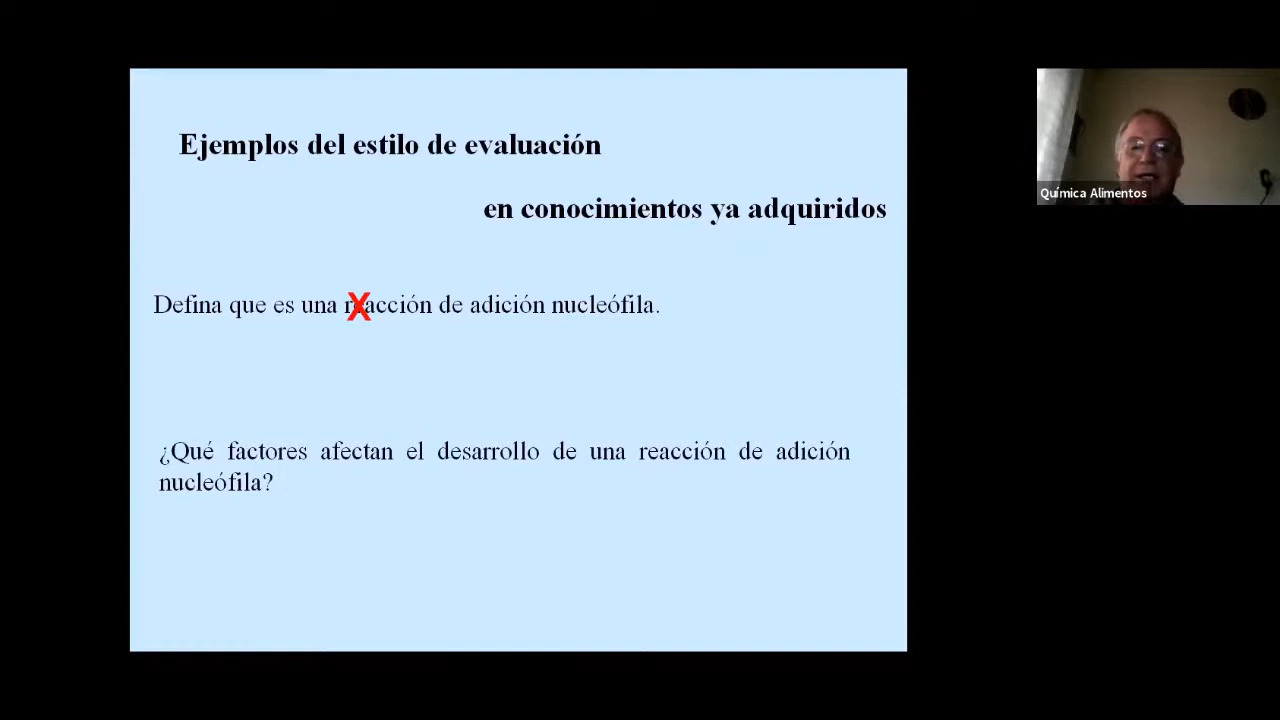 Ejemplos del estilo de evaluación
en conocimientos ya adquiridos
Química Alimentos
Defina que es una reacción de adición nucleófila.
X
¿Qué factores afectan el desarrollo de una reacción de adición
nucleófila?